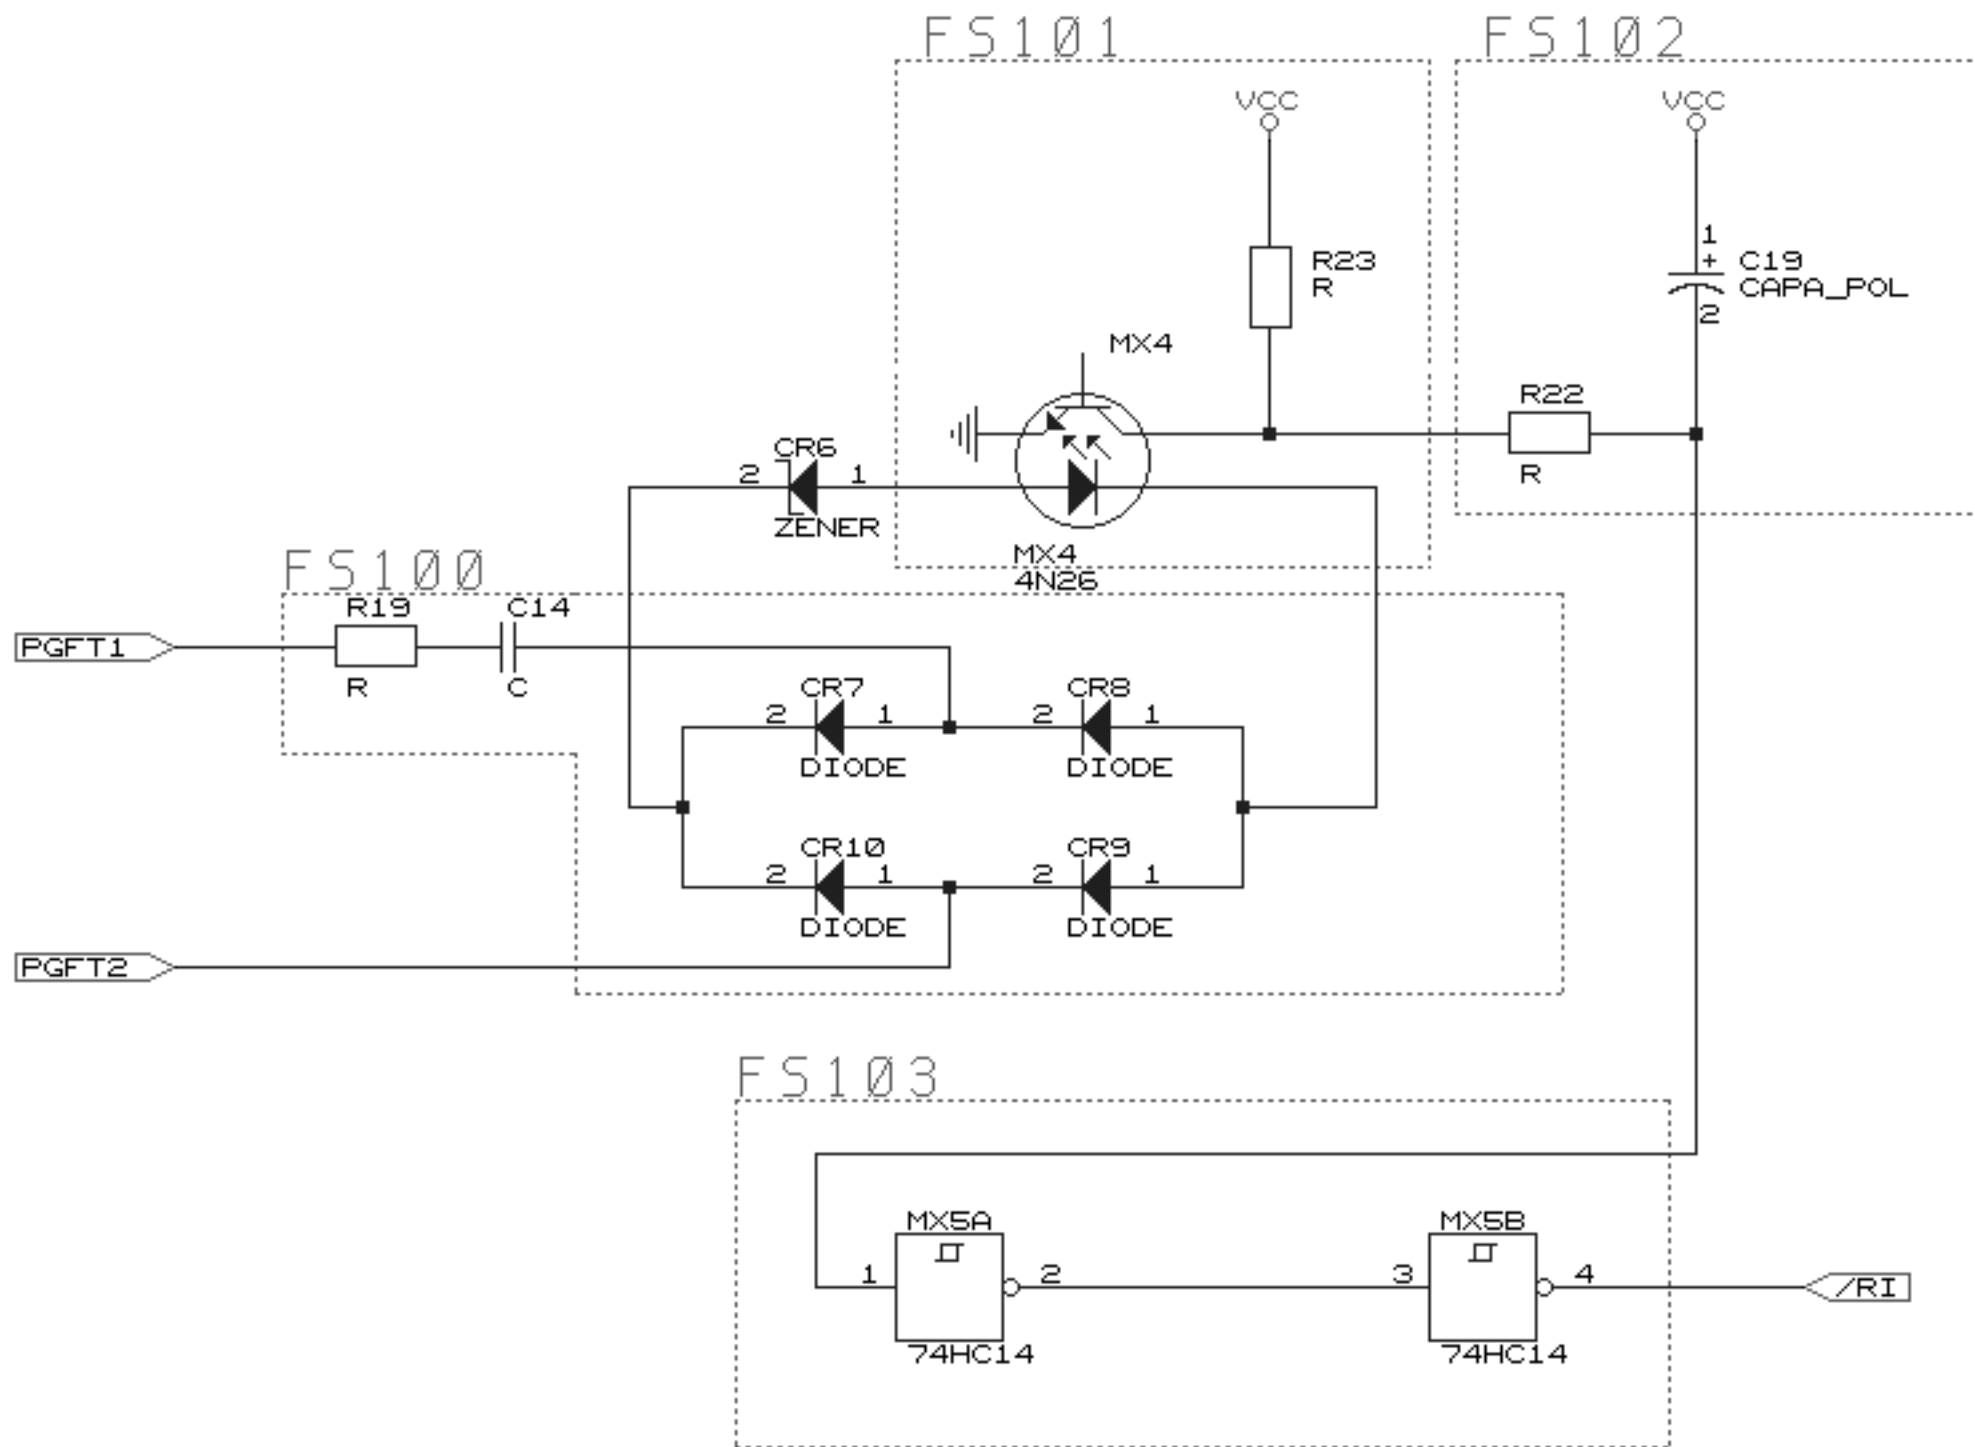 FS101
FS102
VCC
VCC
1
+
C19
CAPA_POL
2
R23
R
MX4
R22
R
CR6
2
1
ZENER
MX4
4N26
FS100
R19
C14
PGFT1
R
C
CR7
CR8
2
1
2
1
DIODE
DIODE
CR10
CR9
2
1
2
1
DIODE
DIODE
PGFT2
FS103
MX5A
MX5B
1
2
3
4
/RI
74HC14
74HC14